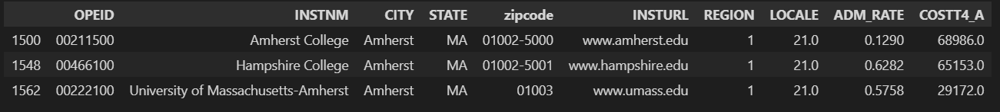 OPEID INSTNM CITY STATE zipcode INSTURL REGION LOCALE ADM_RATE COSTT4_A
1500 00211500 Amherst College Amherst MA 01002-5000 www.amherst.edu 1 21.0 0.1290 68986.0
1548 00466100 Hampshire College Amherst MA 01002-5001 www.hampshire.edu 1 21.0 0.6282 65153.0
1562 00222100 University of Massachusetts-Amherst Amherst MA 01003 www.umass.edu 1 21.0 0.5758 29172.0